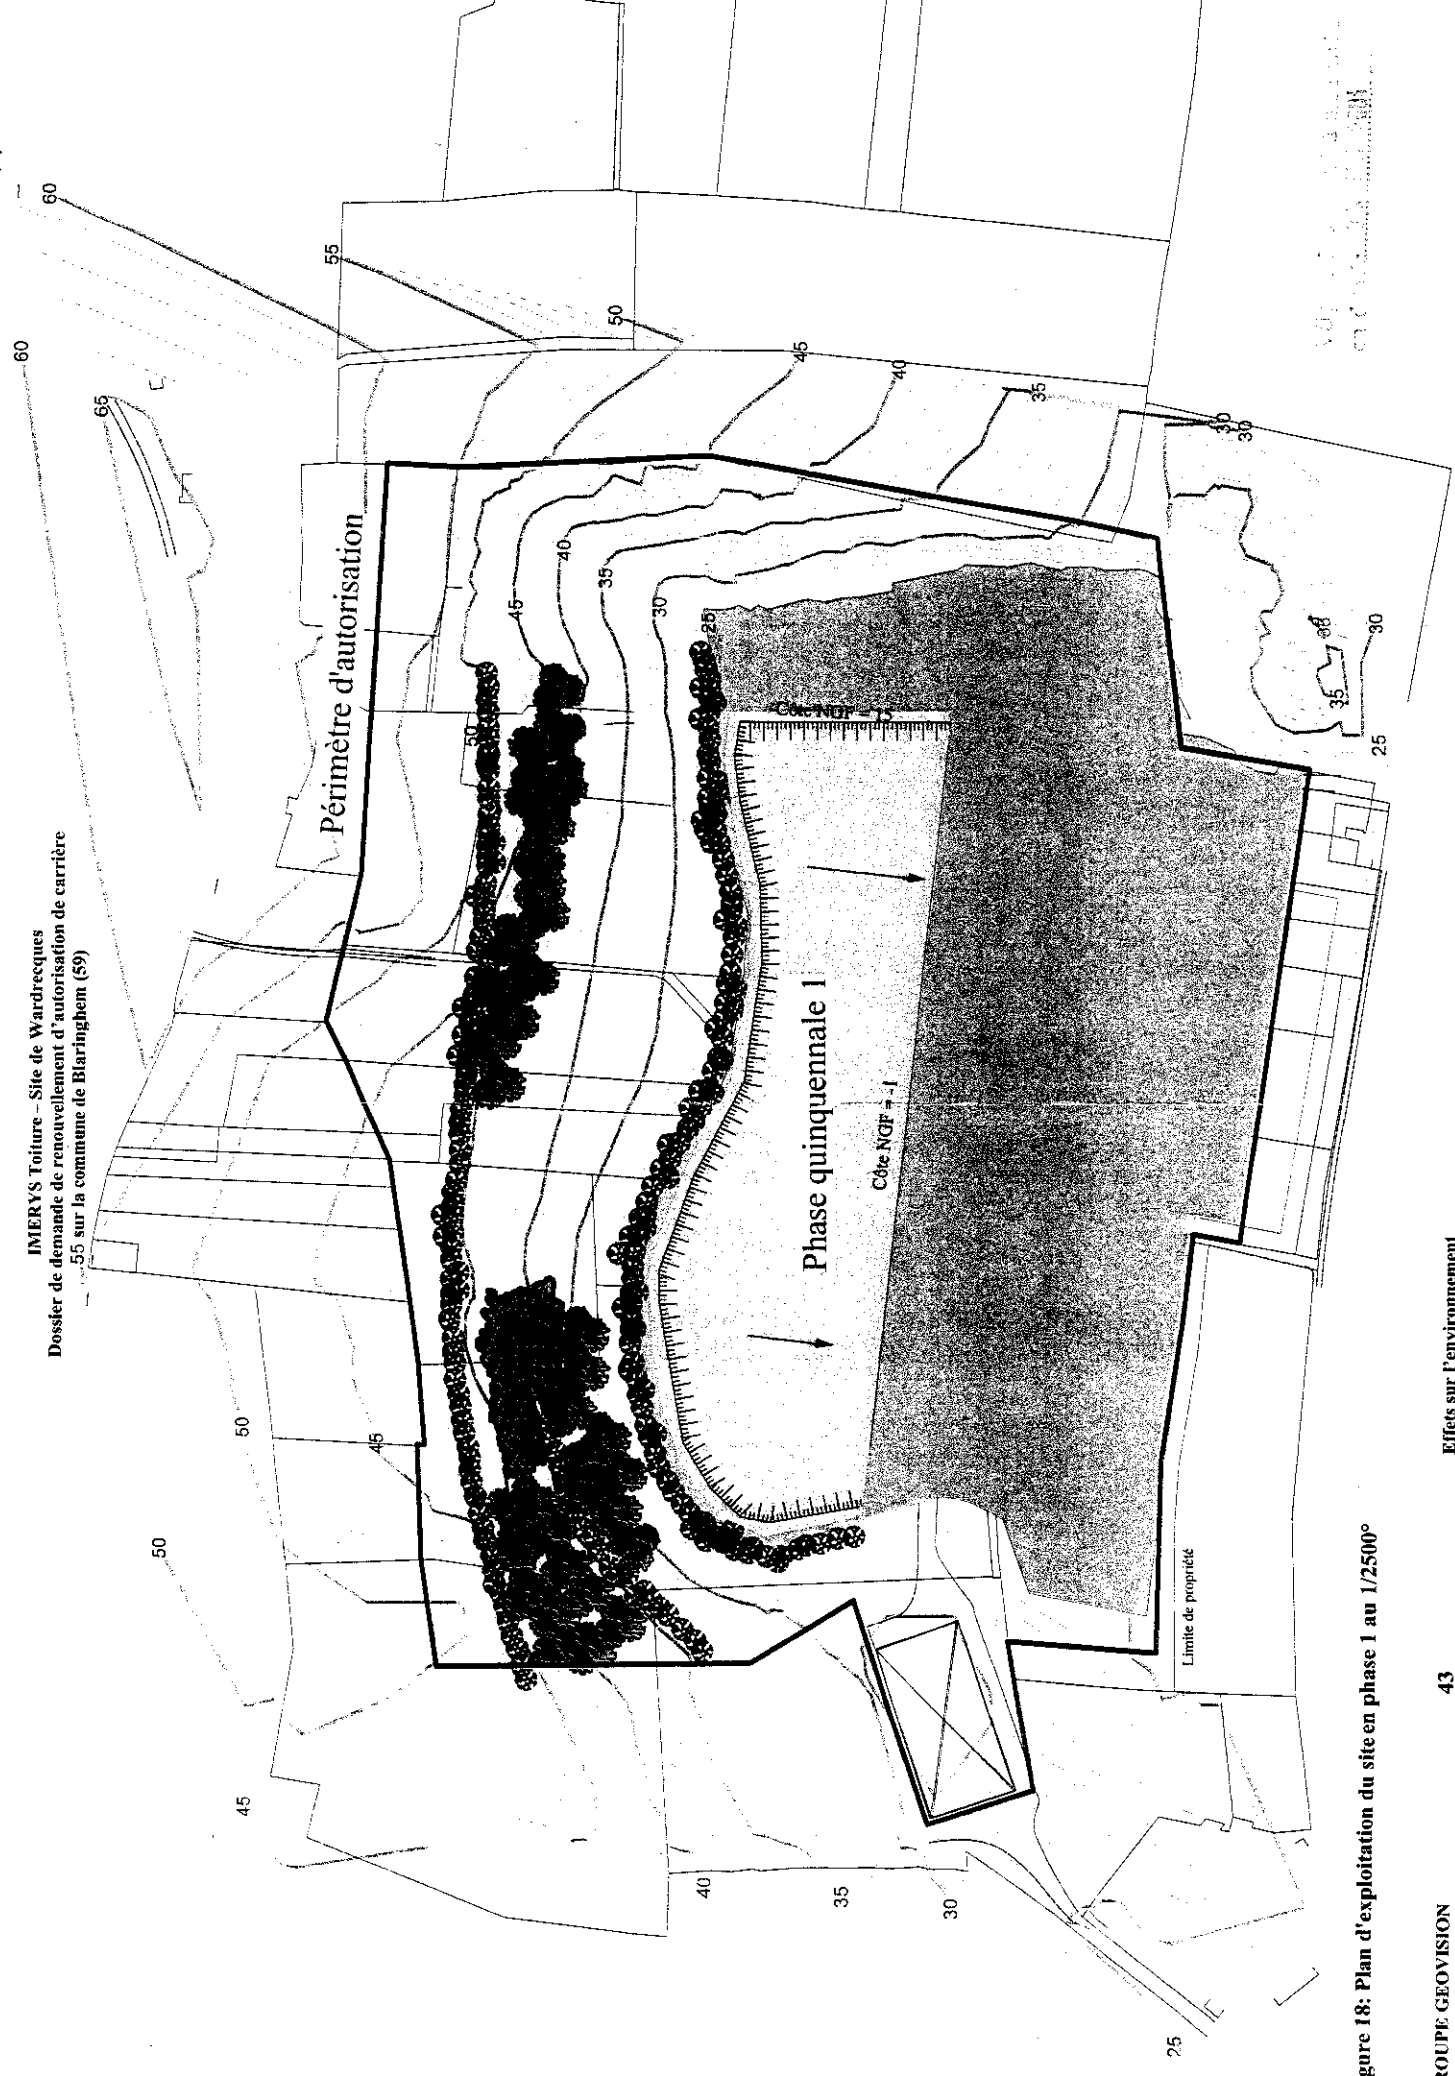 IMERYS Toiture – Site de Wardrecques
Dossier de demande de renouvellement d'autorisation de carrière
55 sur la commune de Blaringhem (59)
60
60
65
55
50
45
40
35
30
30
Périmètre d'autorisation
50
45
40
35
30
25
Côte NGF = 15
Phase quinquennale 1
Côte NGF = -1
35
30
25
50
45
50
45
40
35
30
25
Limite de propriété
gure 18: Plan d'exploitation du site en phase 1 au 1/2500°
ROUPE GEOVISION
43
Effets sur l'environnement